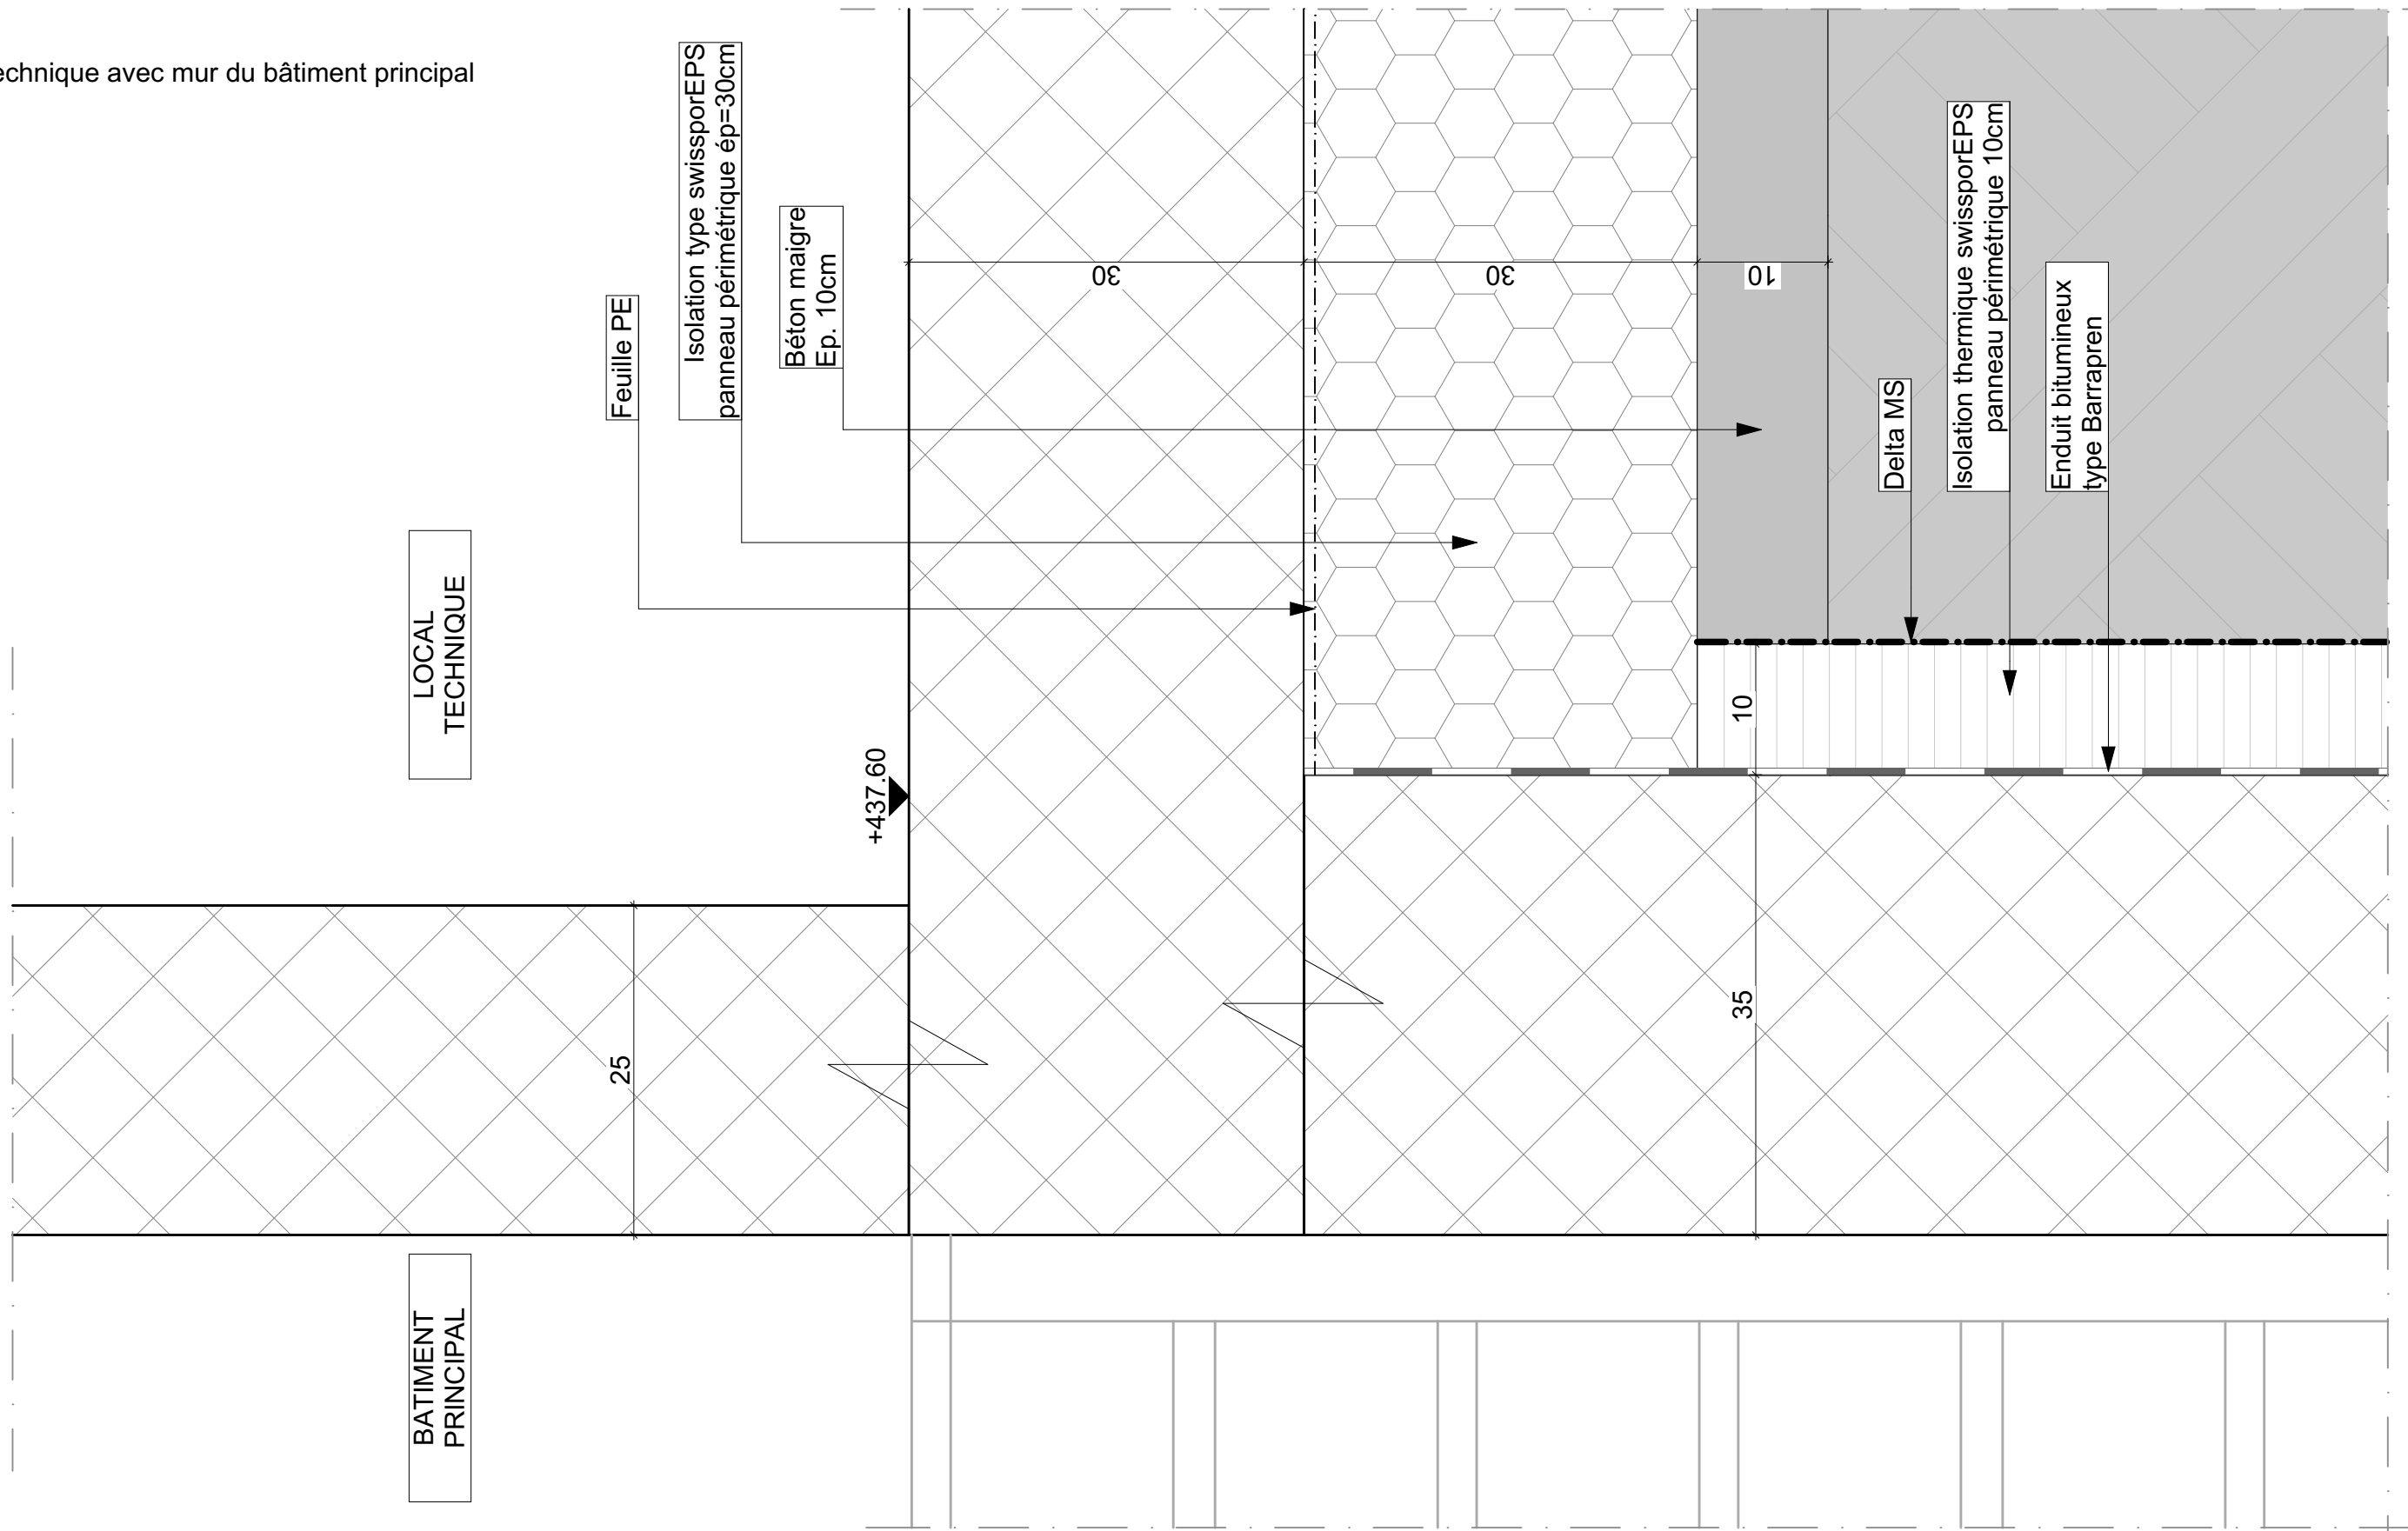 echnique avec mur du bâtiment principal
Feuille PE
Isolation type swissporEPS
panneau périmétrique ép=30cm
Béton maigre
Ep. 10cm
Delta MS
Isolation thermique swissporEPS
panneau périmétrique 10cm
Enduit bitumineux
type Barrapren
30
30
10
LOCAL
TECHNIQUE
+437.60
10
25
35
BATIMENT
PRINCIPAL